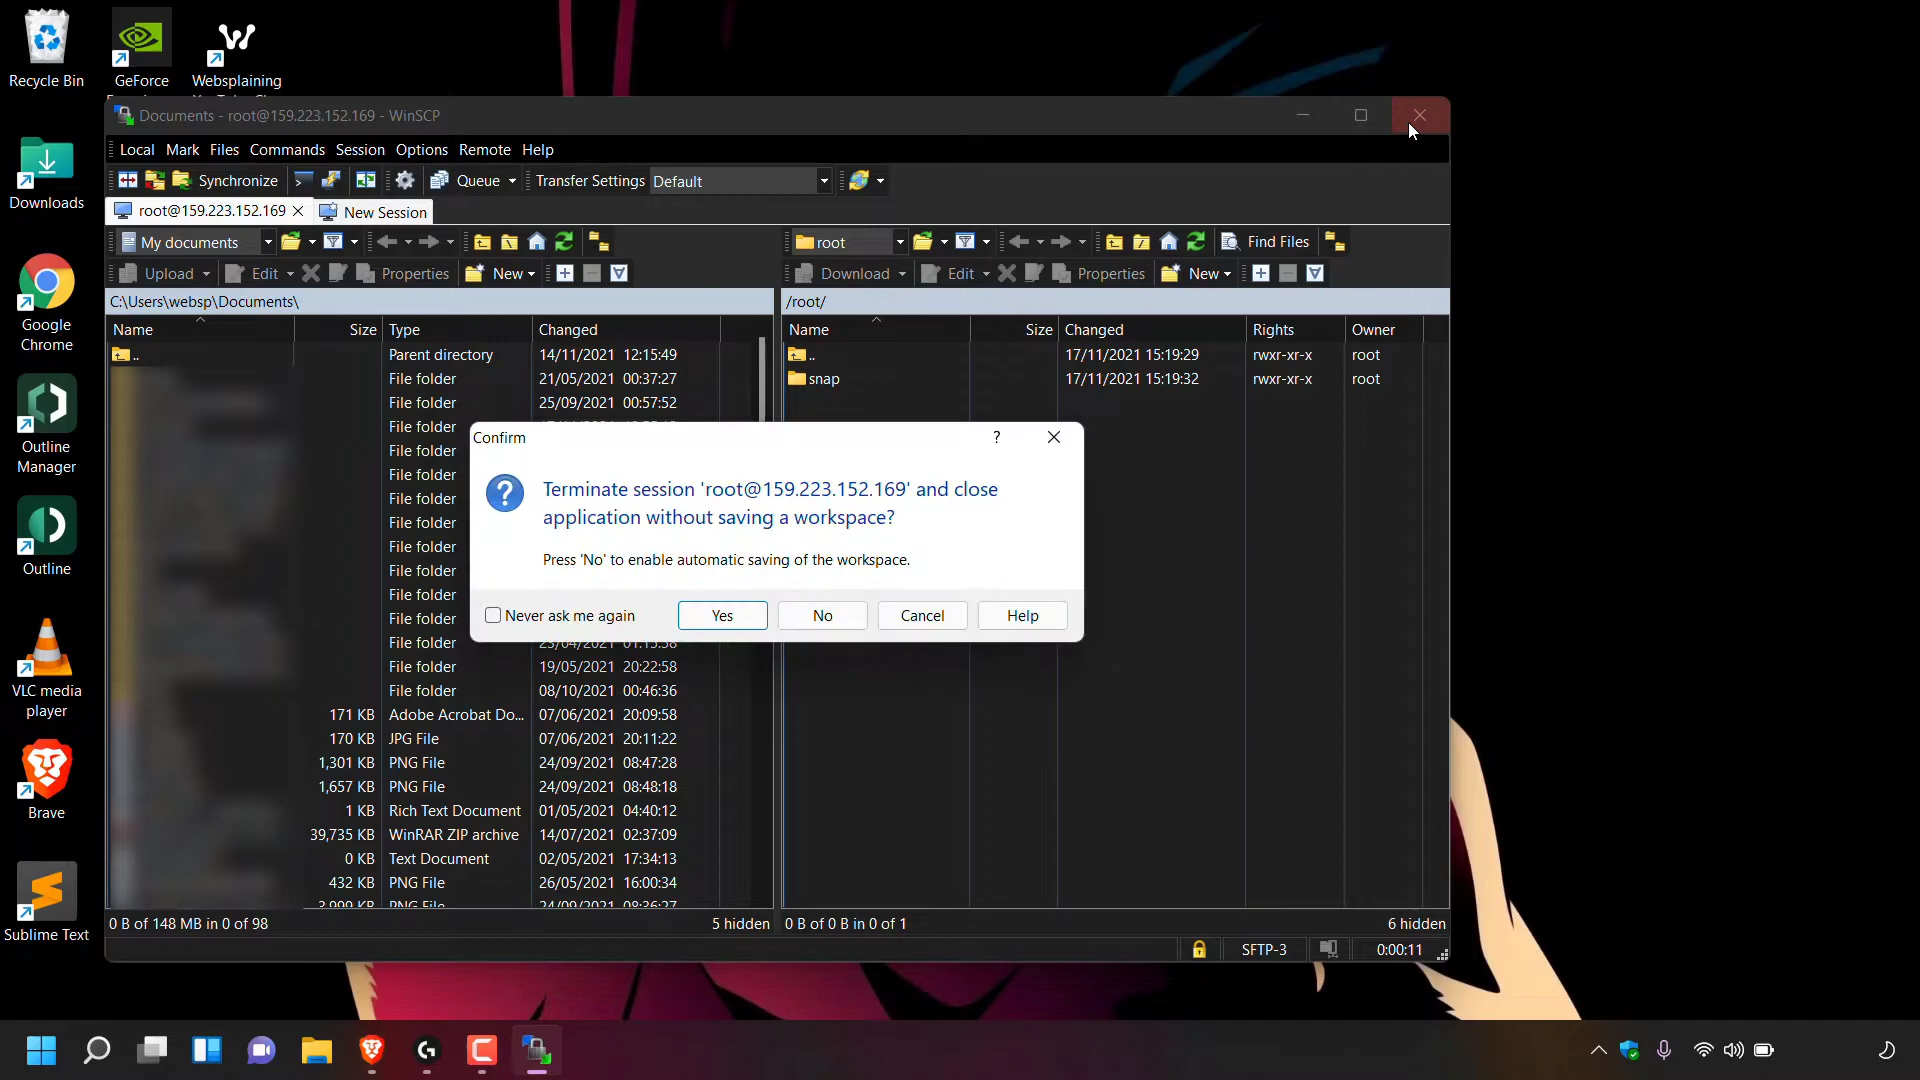 Recycle Bin
GeForce
Websplaining
Downloads
Google
Chrome
Outline
Manager
Outline
VLC media
player
Brave
Sublime Text
Documents - root@159.223.152.169 - WinSCP
Local Mark Files Commands Session Options Remote Help
Synchronize Queue Transfer Settings Default
root@159.223.152.169 New Session
My documents
Upload Edit Properties New
C:\Users\websp\Documents\
Name Size Type Changed
.. Parent directory 14/11/2021 12:15:49
File folder 21/05/2021 00:37:27
File folder 25/09/2021 00:57:52
File folder
File folder
File folder
File folder
File folder
File folder
File folder
File folder
File folder
File folder
File folder 19/05/2021 20:22:58
File folder 08/10/2021 00:46:36
171 KB Adobe Acrobat Do... 07/06/2021 20:09:58
170 KB JPG File 07/06/2021 20:11:22
1,301 KB PNG File 24/09/2021 08:47:28
1,657 KB PNG File 24/09/2021 08:48:18
1 KB Rich Text Document 01/05/2021 04:40:12
39,735 KB WinRAR ZIP archive 14/07/2021 02:37:09
0 KB Text Document 02/05/2021 17:34:13
432 KB PNG File 26/05/2021 16:00:34
3,999 KB PNG File 24/09/2021 08:36:27
0 B of 148 MB in 0 of 98 5 hidden
root Find Files
Download Edit Properties New
/root/
Name Size Changed Rights Owner
.. 17/11/2021 15:19:29 rwxr-xr-x root
snap 17/11/2021 15:19:32 rwxr-xr-x root
0 B of 0 B in 0 of 1 6 hidden
SFTP-3 0:00:11
Confirm ?
Terminate session 'root@159.223.152.169' and close
application without saving a workspace?
Press 'No' to enable automatic saving of the workspace.
Never ask me again Yes No Cancel Help